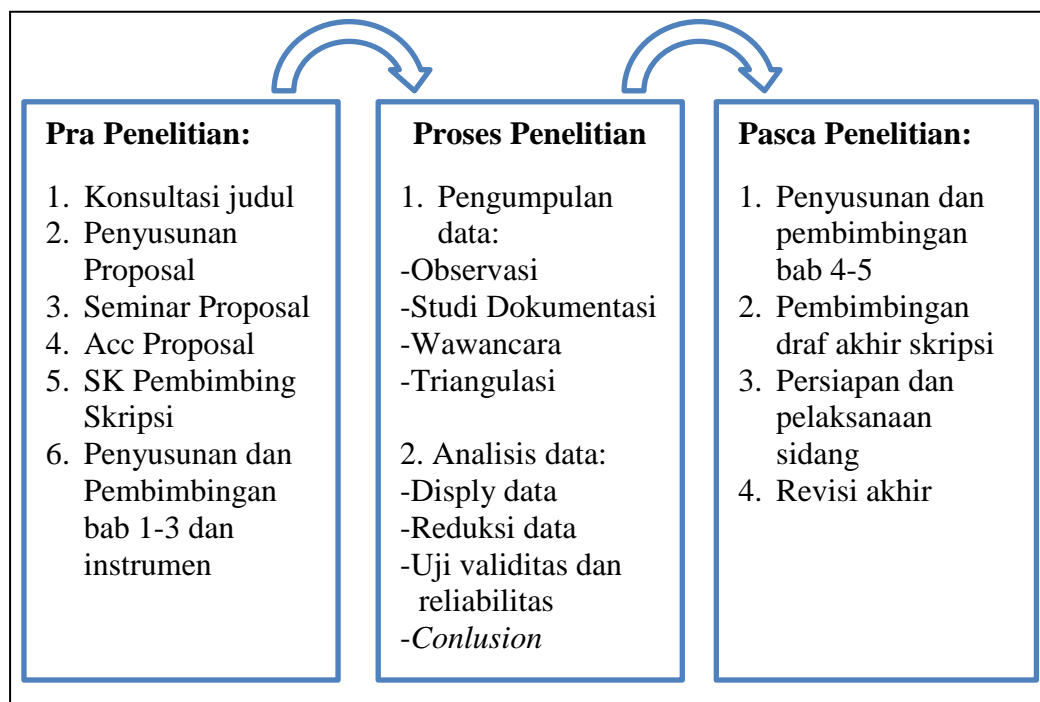 Pra Penelitian:
1. Konsultasi judul
2. Penyusunan
Proposal
3. Seminar Proposal
4. Acc Proposal
5. SK Pembimbing
Skripsi
6. Penyusunan dan
Pembimbingan
bab 1-3 dan
instrumen
Proses Penelitian
1. Pengumpulan
data:
-Observasi
-Studi Dokumentasi
-Wawancara
-Triangulasi
2. Analisis data:
-Disply data
-Reduksi data
-Uji validitas dan
reliabilitas
-Conlusion
Pasca Penelitian:
1. Penyusunan dan
pembimbingan
bab 4-5
2. Pembimbingan
draf akhir skripsi
3. Persiapan dan
pelaksanaan
sidang
4. Revisi akhir